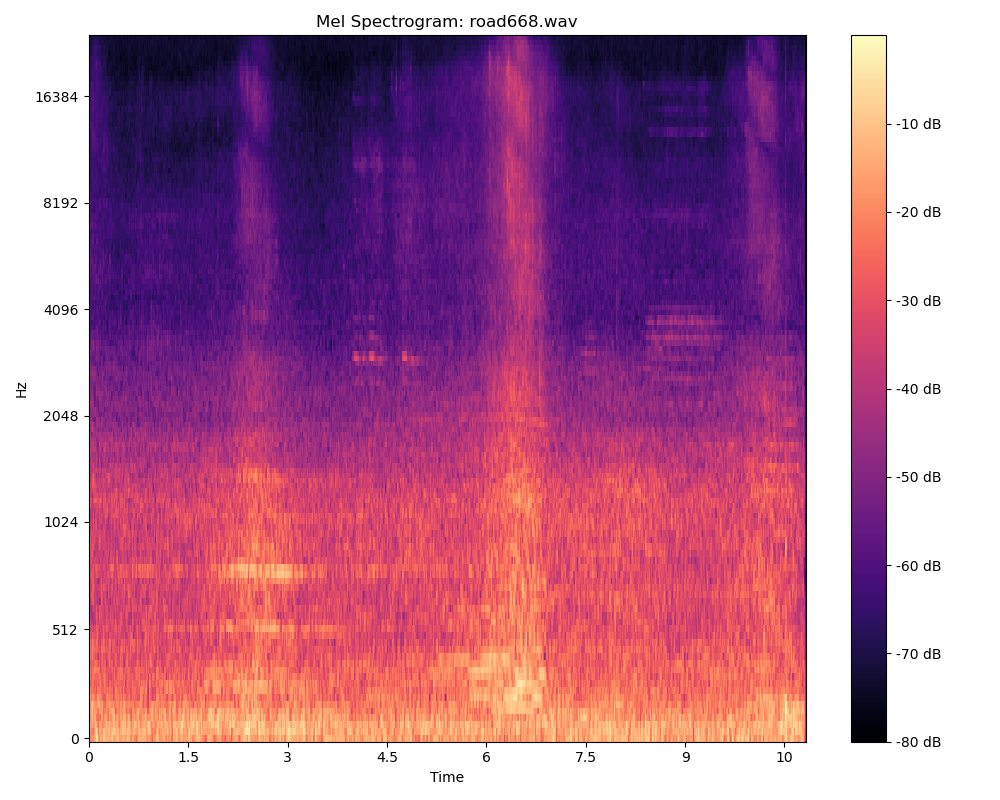 Mel Spectrogram: road668.wav
Hz
16384
8192
4096
2048
1024
512
0
0 1.5 3 4.5 6 7.5 9 10
Time
-10 dB
-20 dB
-30 dB
-40 dB
-50 dB
-60 dB
-70 dB
-80 dB